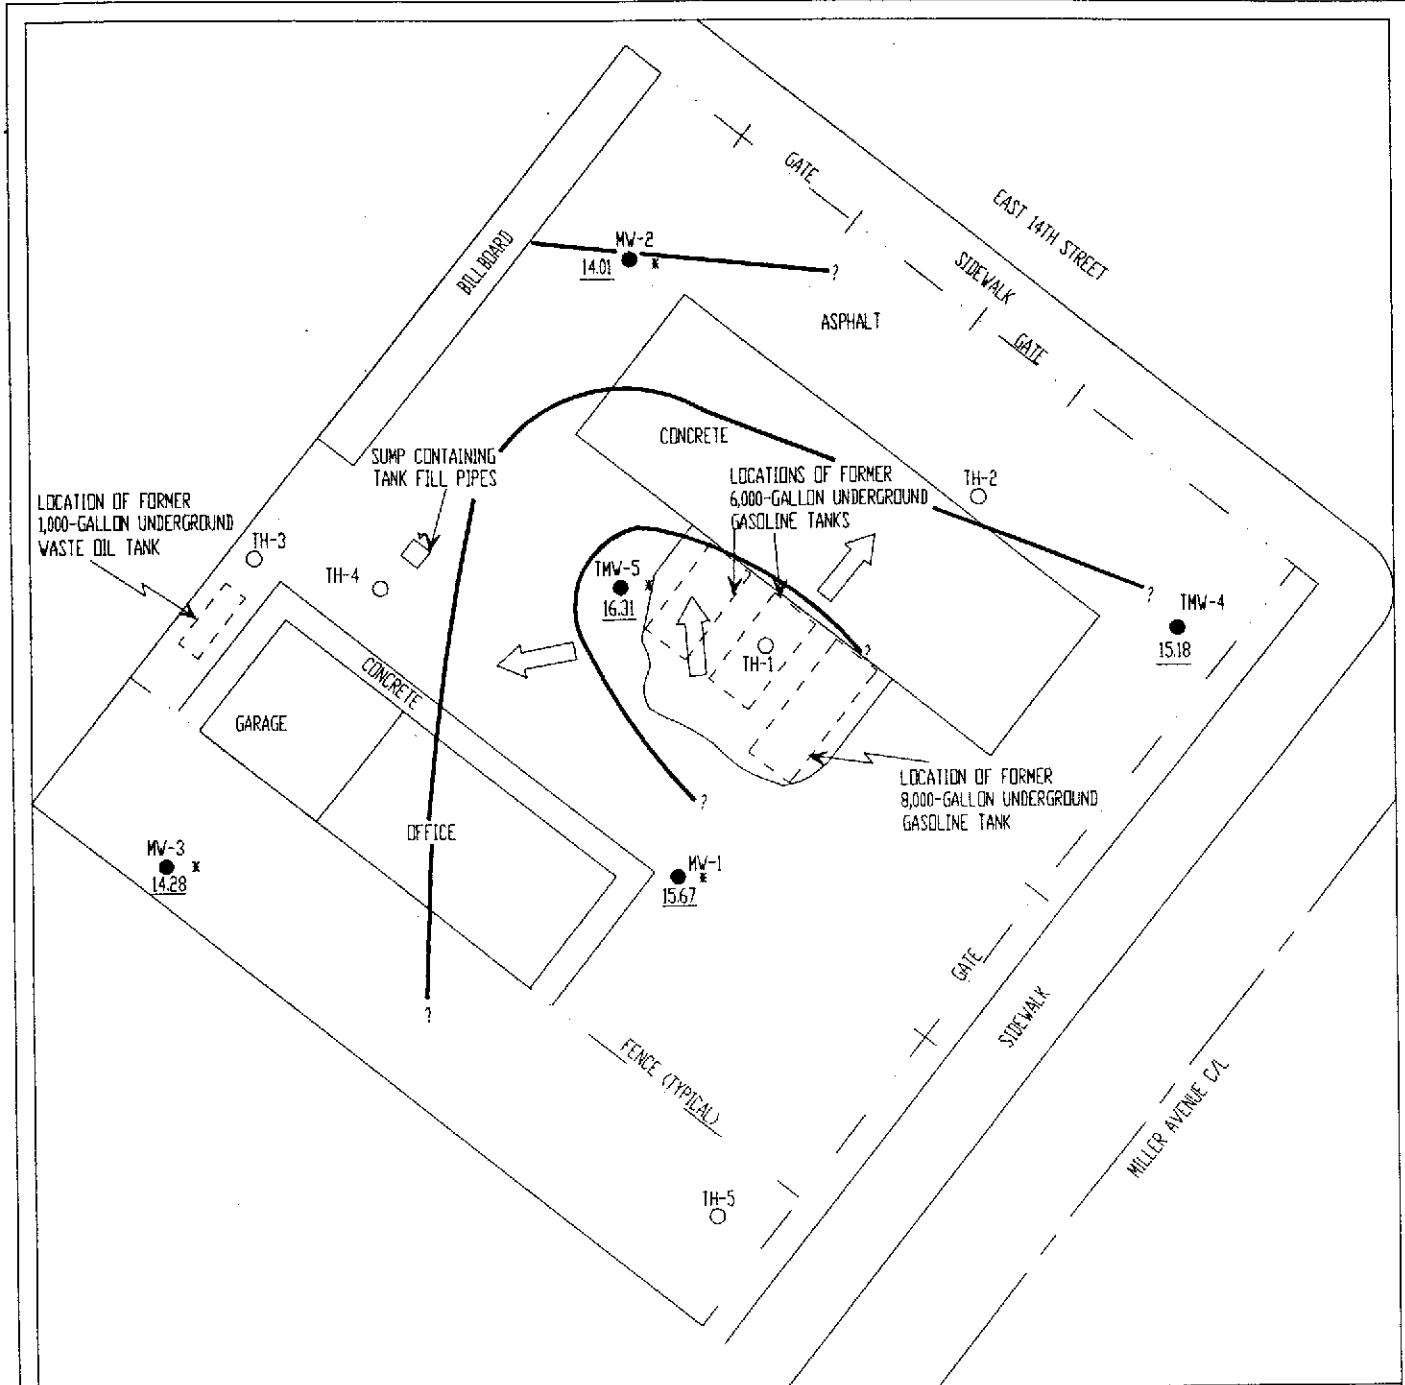 GATE
EAST 14TH STREET
SIDEWALK
GATE
BILLBOARD
MW-2
14.01 *
?
ASPHALT
CONCRETE
SUMP CONTAINING
TANK FILL PIPES
LOCATIONS OF FORMER
6,000-GALLON UNDERGROUND
GASOLINE TANKS
TH-2
LOCATION OF FORMER
1,000-GALLON UNDERGROUND
WASTE OIL TANK
TH-3
TH-4
TMW-5
*
16.31
?
TMW-4
15.18
TH-1
?
CONCRETE
GARAGE
OFFICE
LOCATION OF FORMER
8,000-GALLON UNDERGROUND
GASOLINE TANK
?
MW-3
*
14.28
MW-1
*
15.67
?
GATE
SIDEWALK
FENCE (TYPICAL)
MILLER AVENUE C/L
TH-5